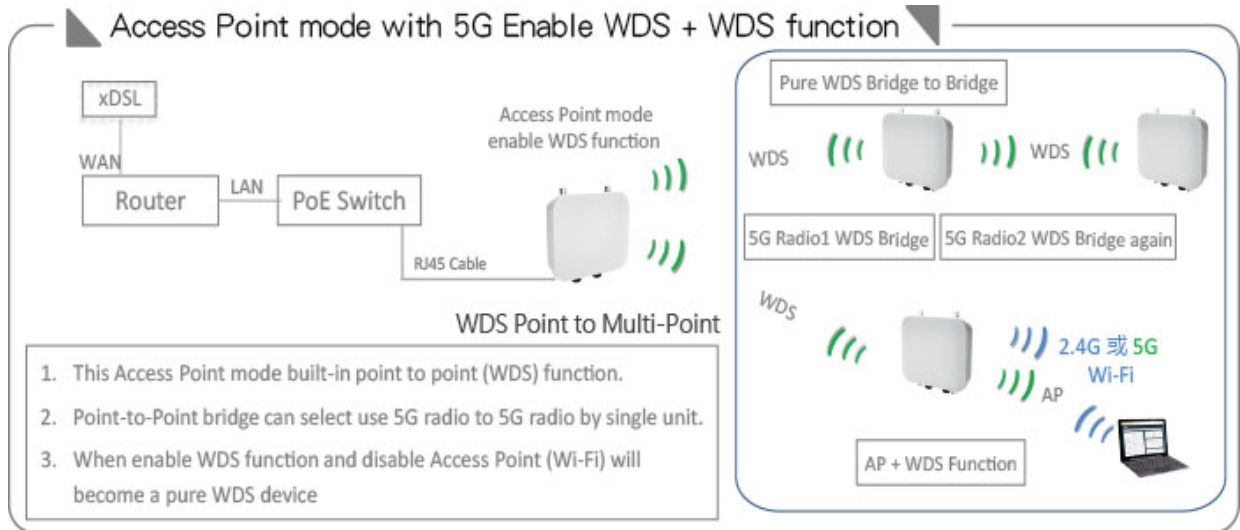 Access Point mode with 5G Enable WDS + WDS function
xDSL
WAN
Router
LAN
PoE Switch
RJ45 Cable
Access Point mode
enable WDS function
WDS Point to Multi-Point
1. This Access Point mode built-in point to point (WDS) function.
2. Point-to-Point bridge can select use 5G radio to 5G radio by single unit.
3. When enable WDS function and disable Access Point (Wi-Fi) will
become a pure WDS device
Pure WDS Bridge to Bridge
WDS
WDS
5G Radio1 WDS Bridge
5G Radio2 WDS Bridge again
WDS
2.4G 或 5G
Wi-Fi
AP
AP + WDS Function